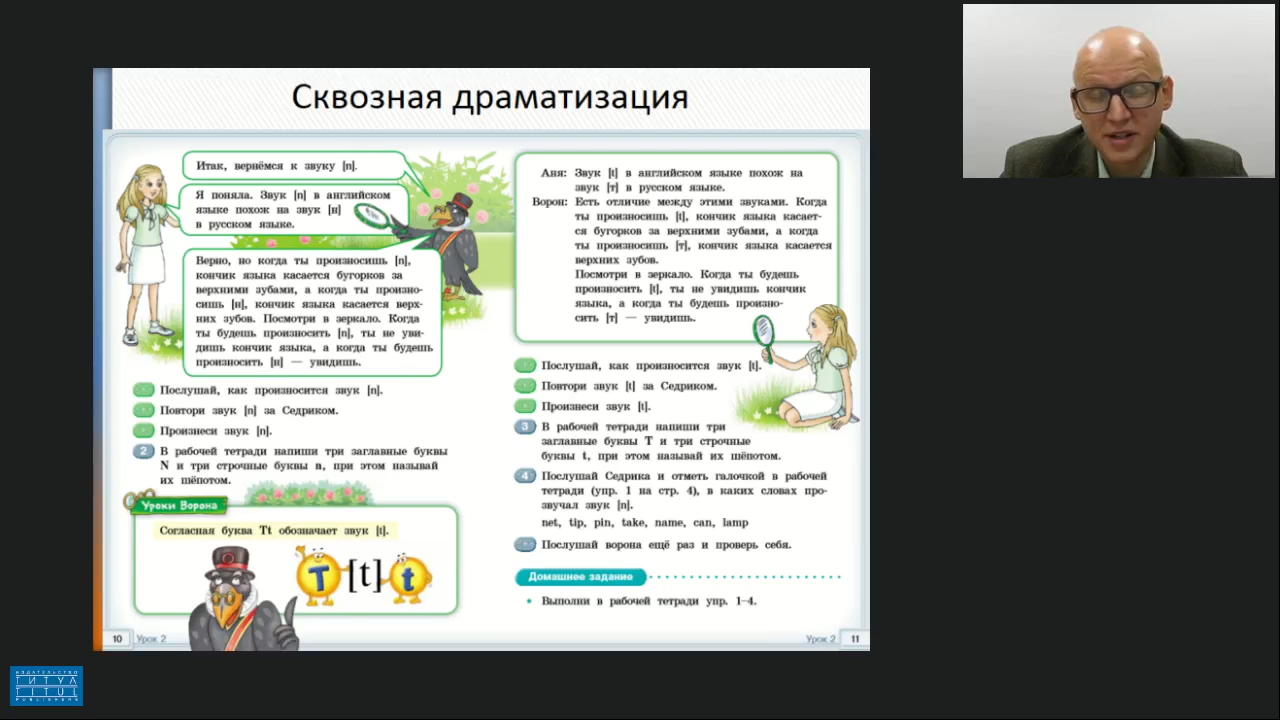 Сквозная драматизация
Итак, вернёмся к звуку [n].
Я поняла. Звук [n] в английском
языке похож на звук [н]
в русском языке.
Верно, но когда ты произносишь [n],
кончик языка касается бугорков за
верхними зубами, а когда ты произно-
сишь [н], кончик языка касается верх-
них зубов. Посмотри в зеркало. Когда
ты будешь произносить [n], ты не уви-
дишь кончик языка, а когда ты будешь
произносить [н] — увидишь.
Послушай, как произносится звук [n].
Повтори звук [n] за Седриком.
Произнеси звук [n].
2 В рабочей тетради напиши три заглавные буквы
N и три строчные буквы n, при этом называй
их шёпотом.
Уроки Ворона
Согласная буква Tt обозначает звук [t].
T [t] t
10 Урок 2
Аня: Звук [t] в английском языке похож на
звук [т] в русском языке.
Ворон: Есть отличие между этими звуками. Когда
ты произносишь [t], кончик языка касает-
ся бугорков за верхними зубами, а когда
ты произносишь [т], кончик языка касается
верхних зубов.
Посмотри в зеркало. Когда ты будешь
произносить [t], ты не увидишь кончик
языка, а когда ты будешь произно-
сить [т] — увидишь.
Послушай, как произносится звук [t].
Повтори звук [t] за Седриком.
Произнеси звук [t].
3 В рабочей тетради напиши три
заглавные буквы T и три строчные
буквы t, при этом называй их шёпотом.
4 Послушай Седрика и отметь галочкой в рабочей
тетради (упр. 1 на стр. 4), в каких словах про-
звучал звук [n].
net, tip, pin, take, name, can, lamp
Послушай ворона ещё раз и проверь себя.
Домашнее задание
• Выполни в рабочей тетради упр. 1–4.
Урок 2 11
ИЗДАТЕЛЬСТВО
ТИТУЛ
TITUL
PUBLISHERS